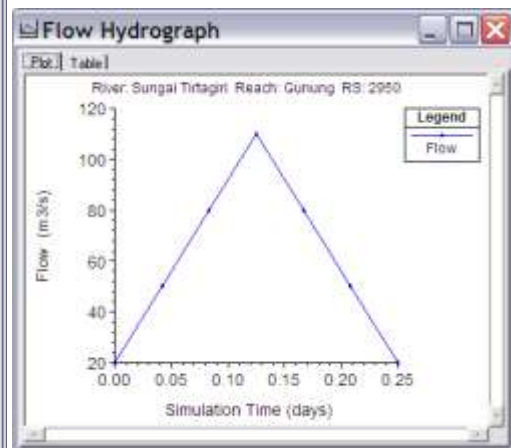 Flow Hydrograph
Plot Table
River: Sungai Tirtagiri Reach: Gunung RS: 2950
120
100
80
60
40
20
Flow (m3/s)
Legend
Flow
0.00 0.05 0.10 0.15 0.20 0.25
Simulation Time (days)